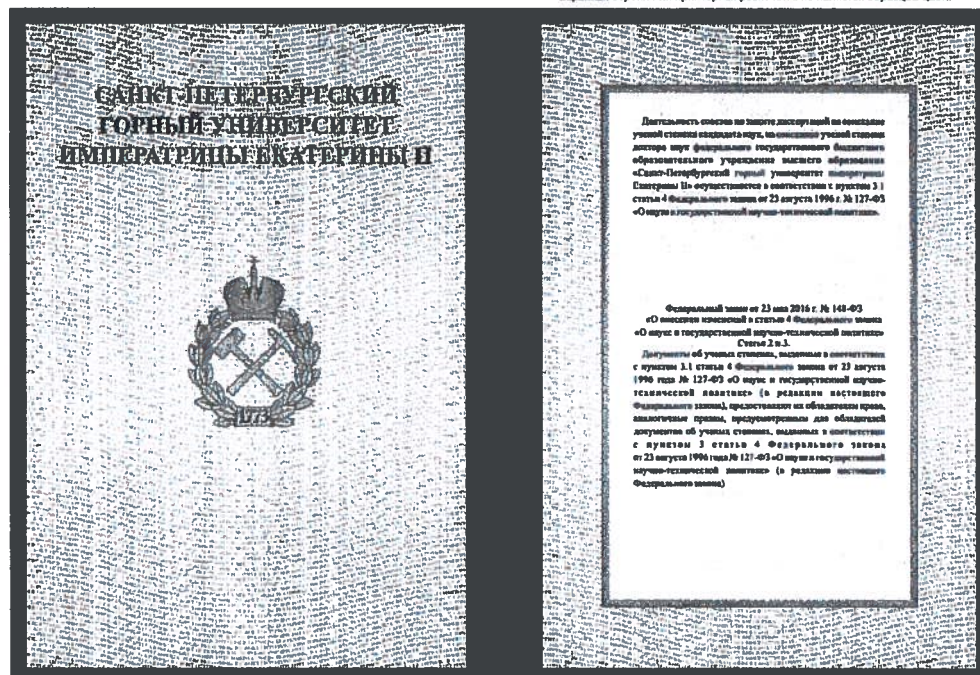 САНКТ-ПЕТЕРБУРГСКИЙ
ГОРНЫЙ УНИВЕРСИТЕТ
ИМПЕРАТРИЦЫ ЕКАТЕРИНЫ II
1773
Деятельность советов по защите диссертаций на соискание
ученой степени кандидата наук, на соискание ученой степени
доктора наук федерального государственного бюджетного
образовательного учреждения высшего образования
«Санкт-Петербургский горный университет императрицы
Екатерины II» осуществляется в соответствии с пунктом 3.1
статьи 4 Федерального закона от 23 августа 1996 г. № 127-ФЗ
«О науке и государственной научно-технической политике».
Федеральный закон от 23 мая 2016 г. № 148-ФЗ
«О внесении изменений в статью 4 Федерального закона
«О науке и государственной научно-технической политике»
Статья 2 п.3.
Документы об ученых степенях, выданные в соответствии
с пунктом 3.1 статьи 4 Федерального закона от 23 августа
1996 года № 127-ФЗ «О науке и государственной научно-
технической политике» (в редакции настоящего
Федерального закона), предоставляют их обладателям права,
аналогичные правам, предусмотренным для обладателей
документов об ученых степенях, выданных в соответствии
с пунктом 3 статьи 4 Федерального закона
от 23 августа 1996 года № 127-ФЗ «О науке и государственной
научно-технической политике» (в редакции настоящего
Федерального закона)